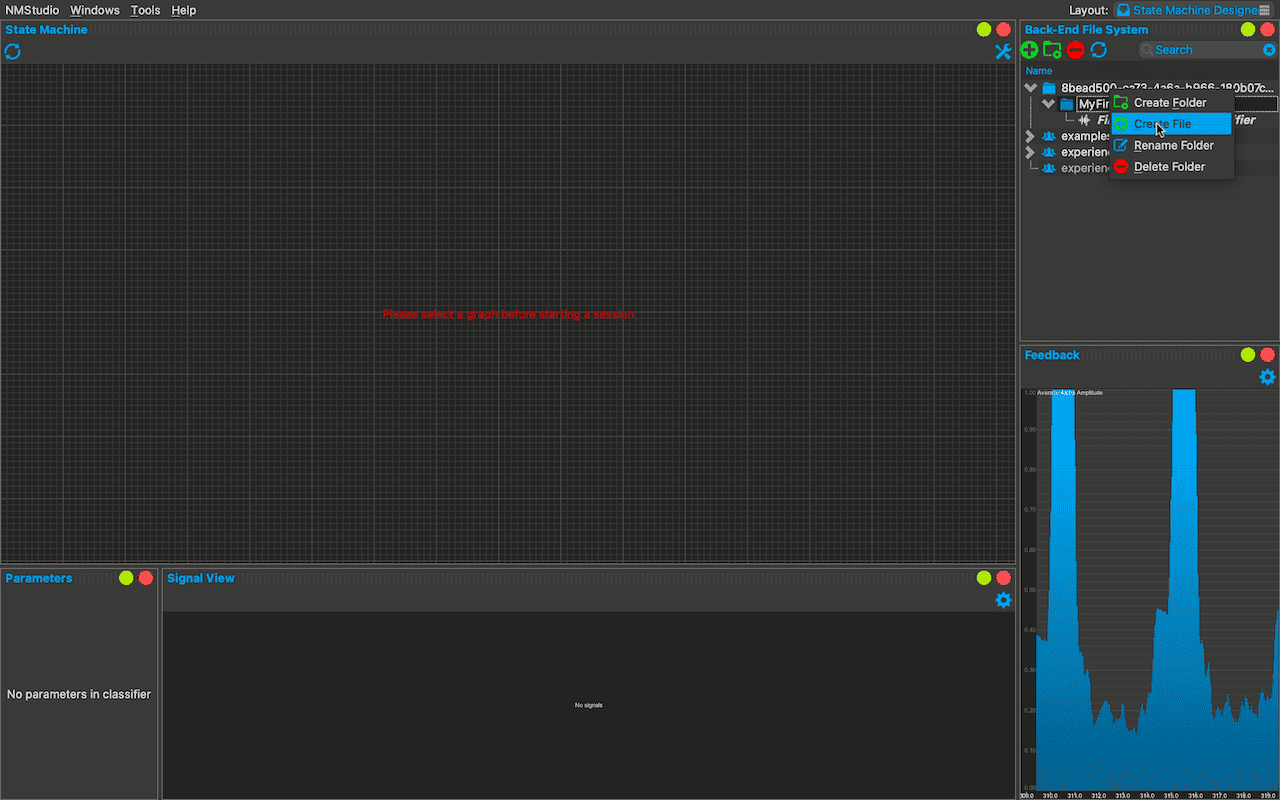 NMStudio Windows Tools Help
Layout: State Machine Designe
State Machine
Please select a graph before starting a session
Back-End File System
Search
Name
8bead500-ca73-4a6a-b966-180b07c...
MyFir
Fi
ifier
examples
experien
experien
Create Folder
Create File
Rename Folder
Delete Folder
Feedback
Average Alpha Amplitude
1.00
0.90
0.80
0.70
0.60
0.50
0.40
0.30
0.20
0.10
0.00
309.0 310.0 311.0 312.0 313.0 314.0 315.0 316.0 317.0 318.0 319.0
Parameters
No parameters in classifier
Signal View
No signals